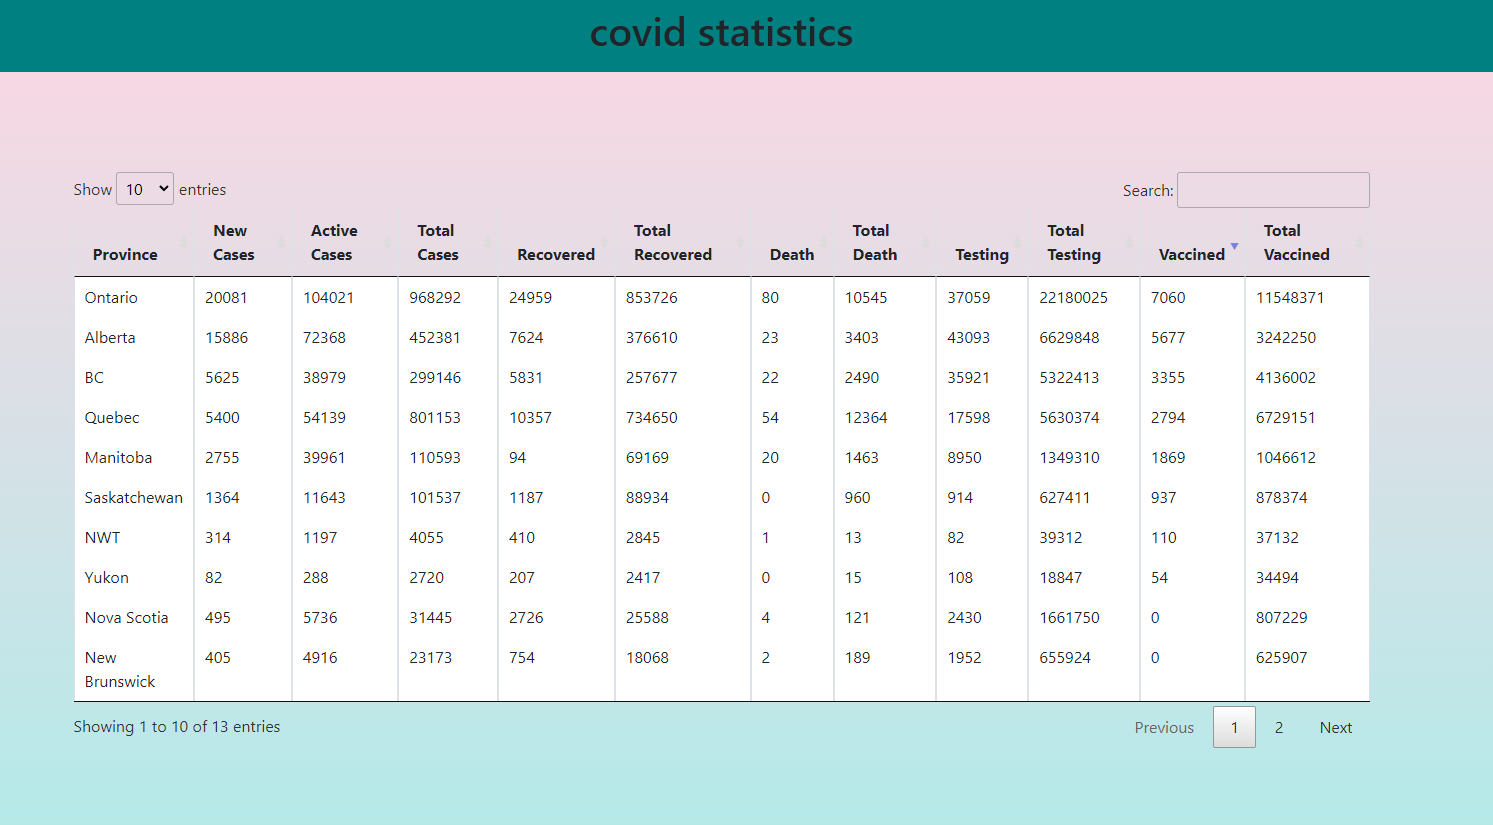 covid statistics
Show 10 entries
Search:
Province New Cases Active Cases Total Cases Recovered Total Recovered Death Total Death Testing Total Testing Vaccined Total Vaccined
Ontario 20081 104021 968292 24959 853726 80 10545 37059 22180025 7060 11548371
Alberta 15886 72368 452381 7624 376610 23 3403 43093 6629848 5677 3242250
BC 5625 38979 299146 5831 257677 22 2490 35921 5322413 3355 4136002
Quebec 5400 54139 801153 10357 734650 54 12364 17598 5630374 2794 6729151
Manitoba 2755 39961 110593 94 69169 20 1463 8950 1349310 1869 1046612
Saskatchewan 1364 11643 101537 1187 88934 0 960 914 627411 937 878374
NWT 314 1197 4055 410 2845 1 13 82 39312 110 37132
Yukon 82 288 2720 207 2417 0 15 108 18847 54 34494
Nova Scotia 495 5736 31445 2726 25588 4 121 2430 1661750 0 807229
New Brunswick 405 4916 23173 754 18068 2 189 1952 655924 0 625907
Showing 1 to 10 of 13 entries
Previous 1 2 Next